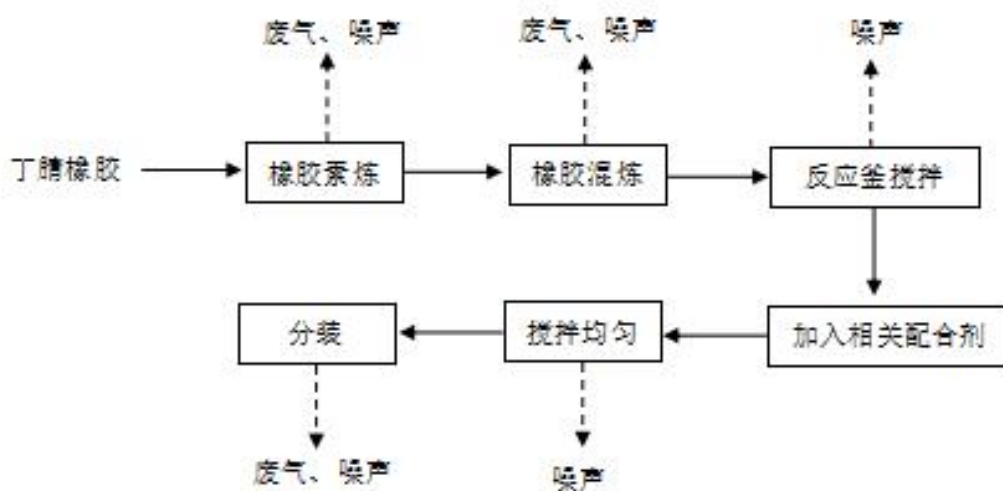 废气、噪声
废气、噪声
噪声
丁腈橡胶
橡胶素炼
橡胶混炼
反应釜搅拌
分装
搅拌均匀
加入相关配合剂
废气、噪声
噪声